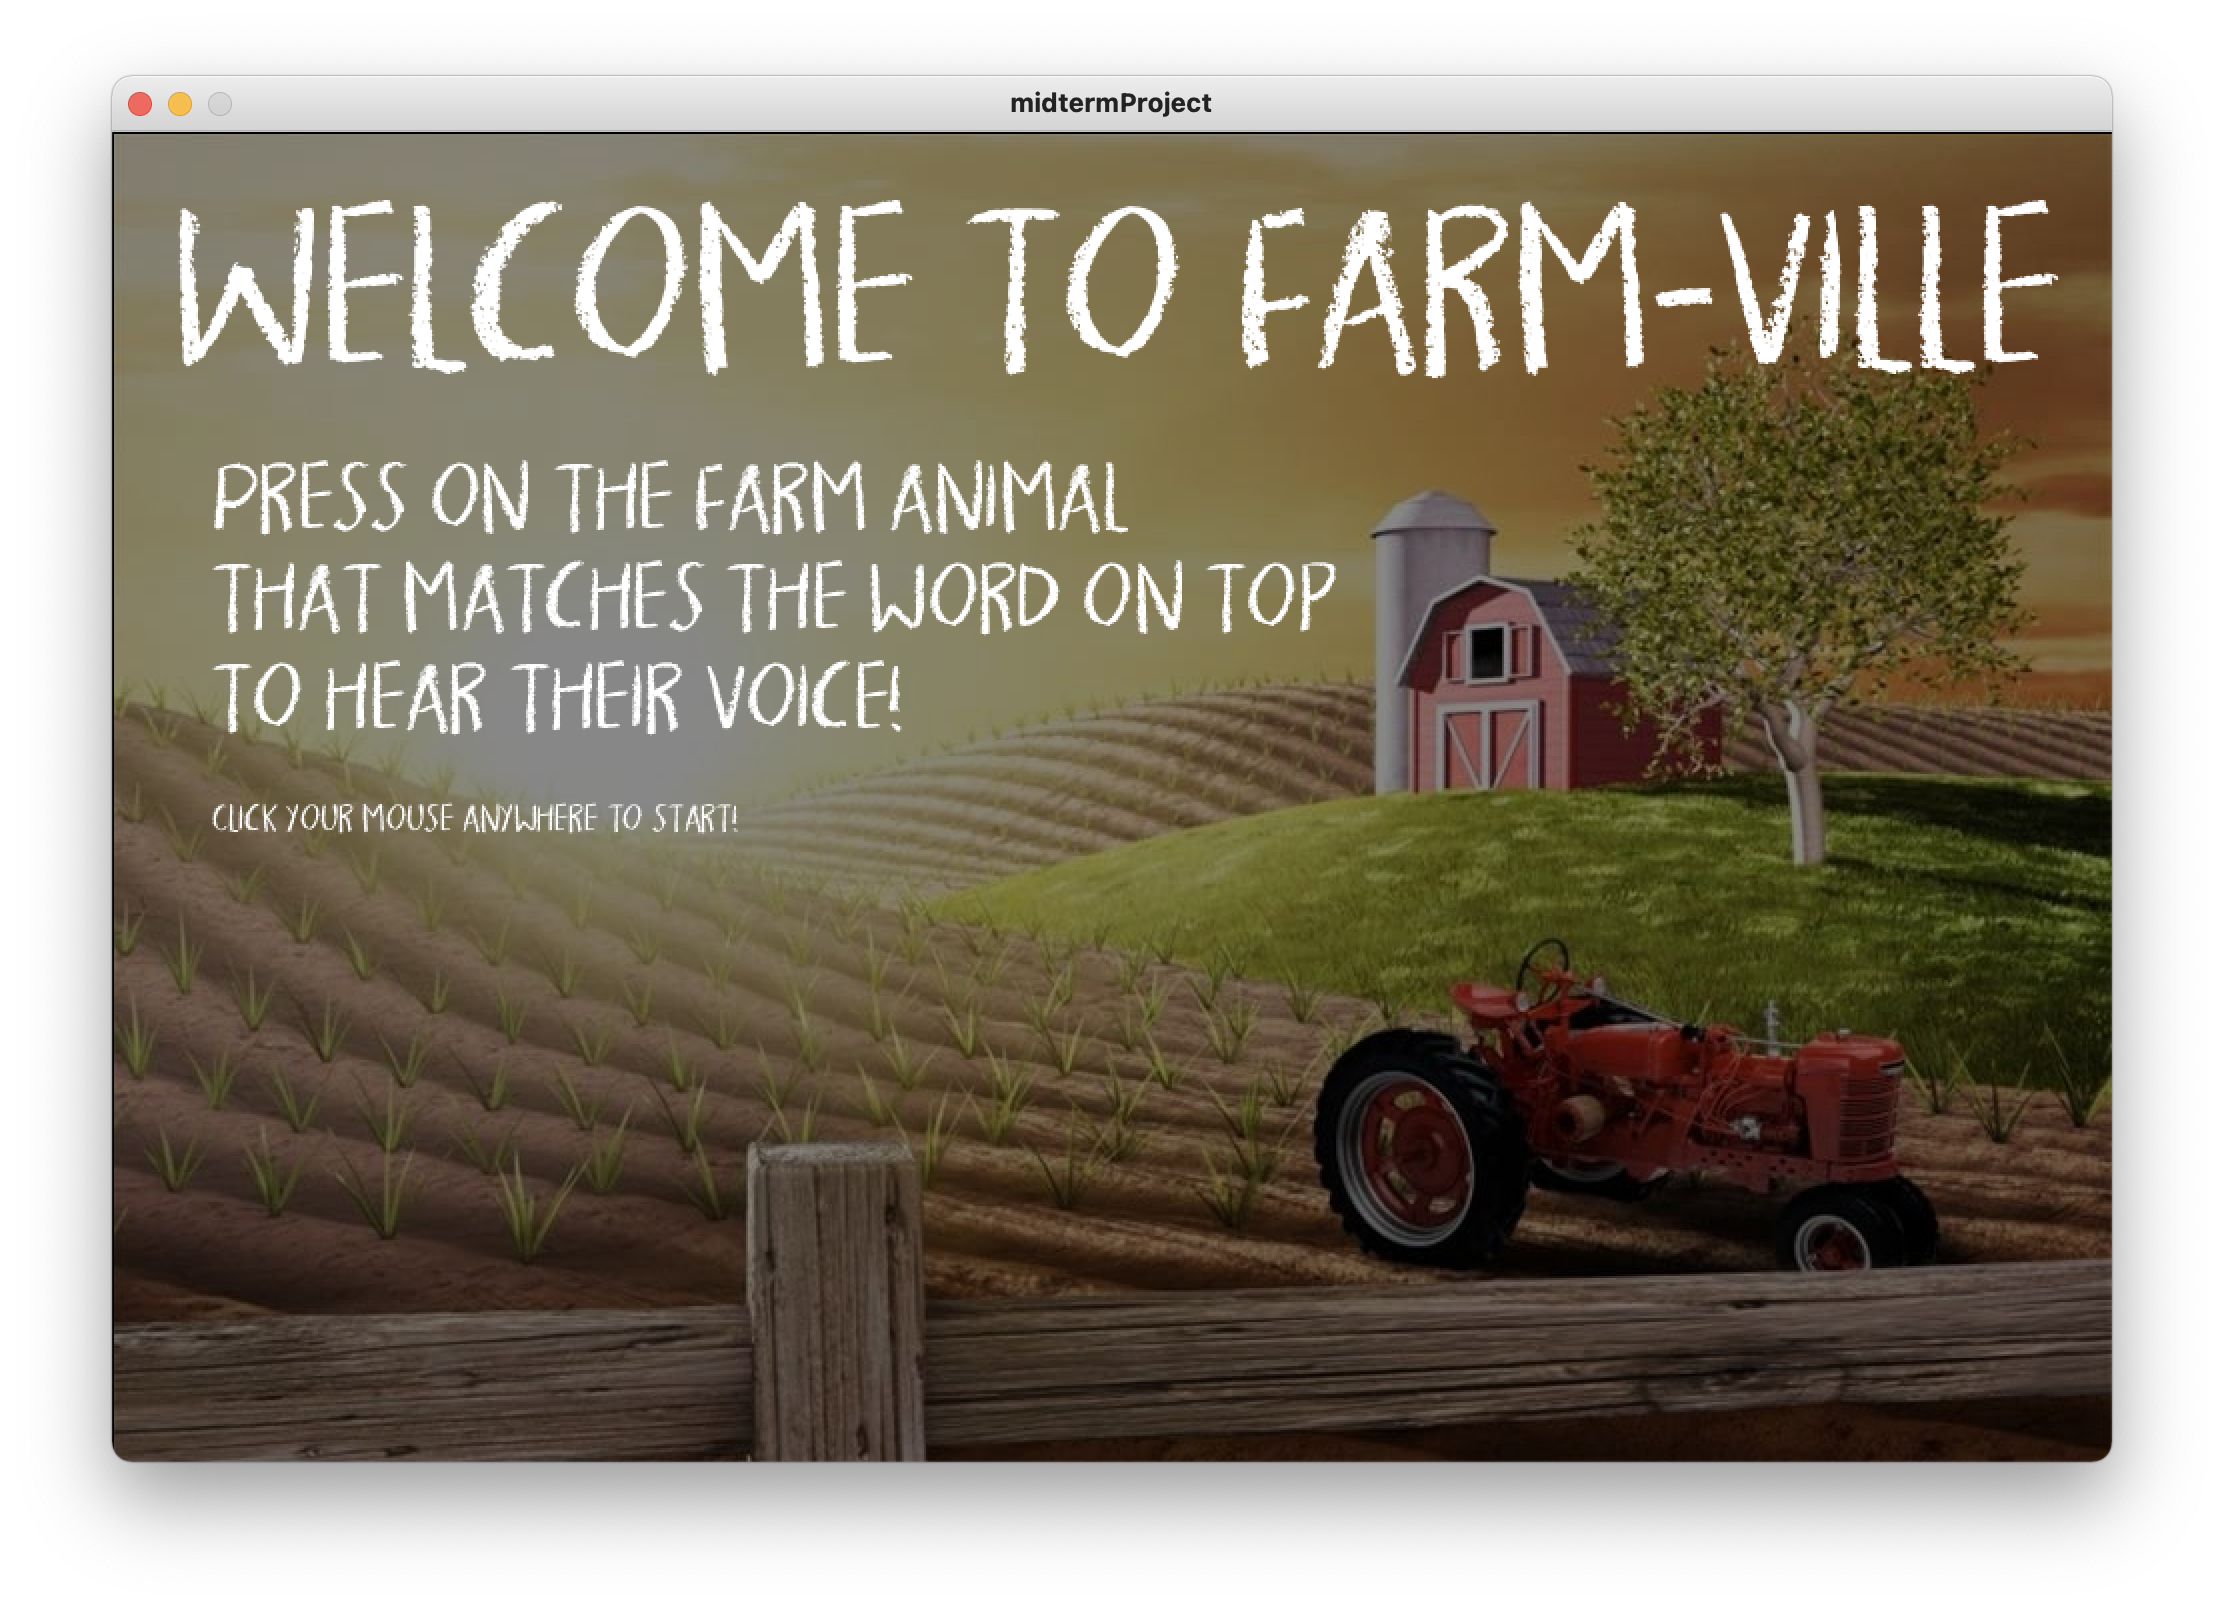 midtermProject
WELCOME TO FARM-VILLE
PRESS ON THE FARM ANIMAL
THAT MATCHES THE WORD ON TOP
TO HEAR THEIR VOICE!
CLICK YOUR MOUSE ANYWHERE TO START!